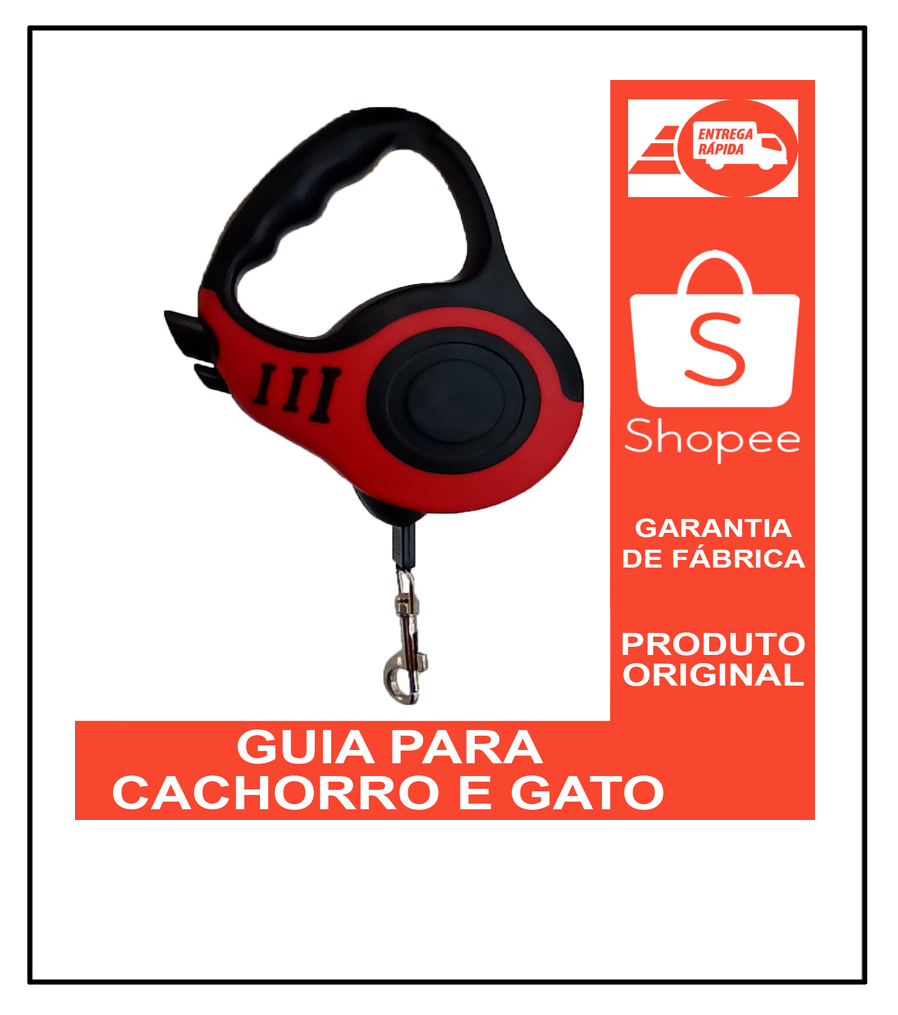 ENTREGA
RÁPIDA
S
Shopee
GARANTIA
DE FÁBRICA
PRODUTO
ORIGINAL
GUIA PARA
CACHORRO E GATO